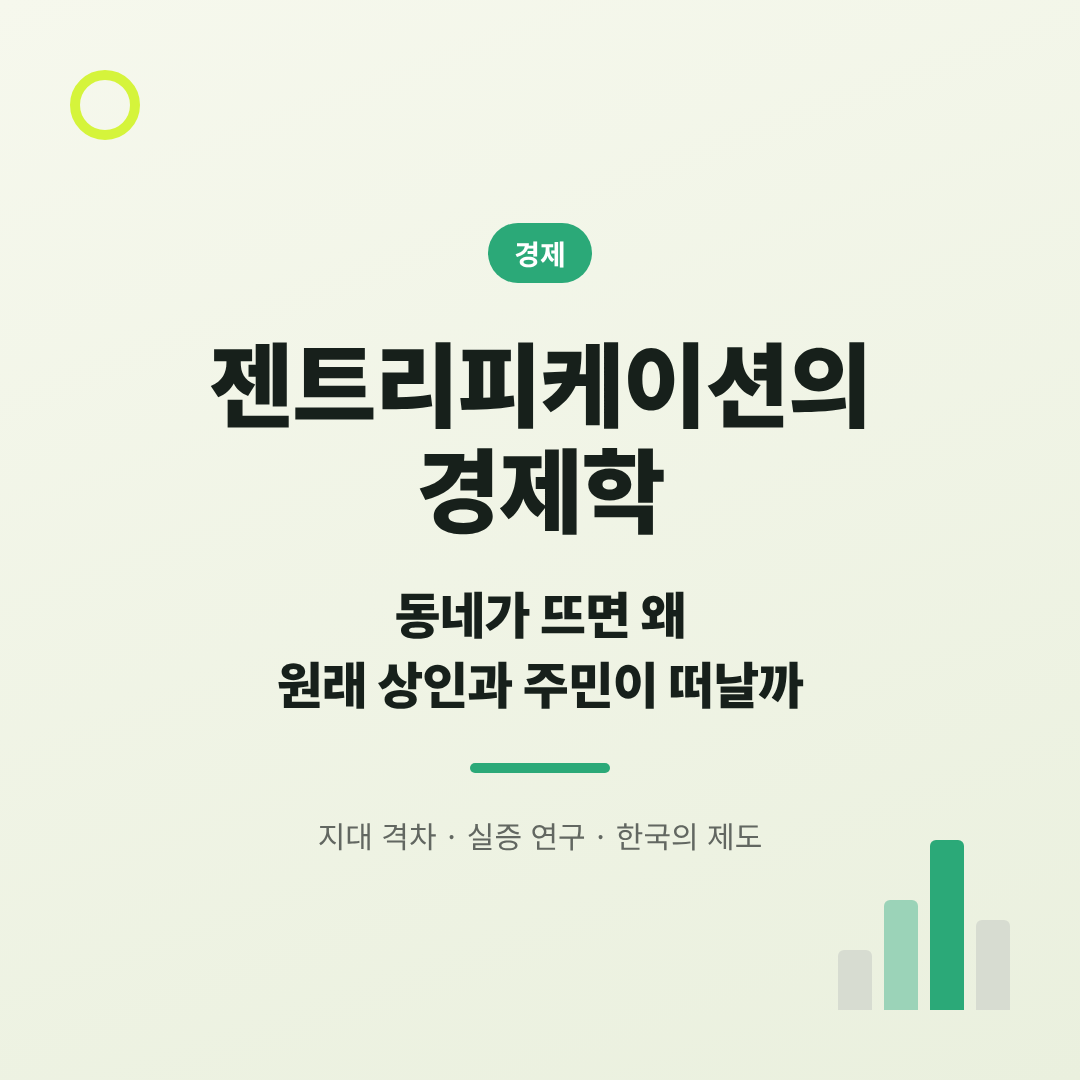 경제
젠트리피케이션의
경제학
동네가 뜨면 왜
원래 상인과 주민이 떠날까
지대 격차 · 실증 연구 · 한국의 제도